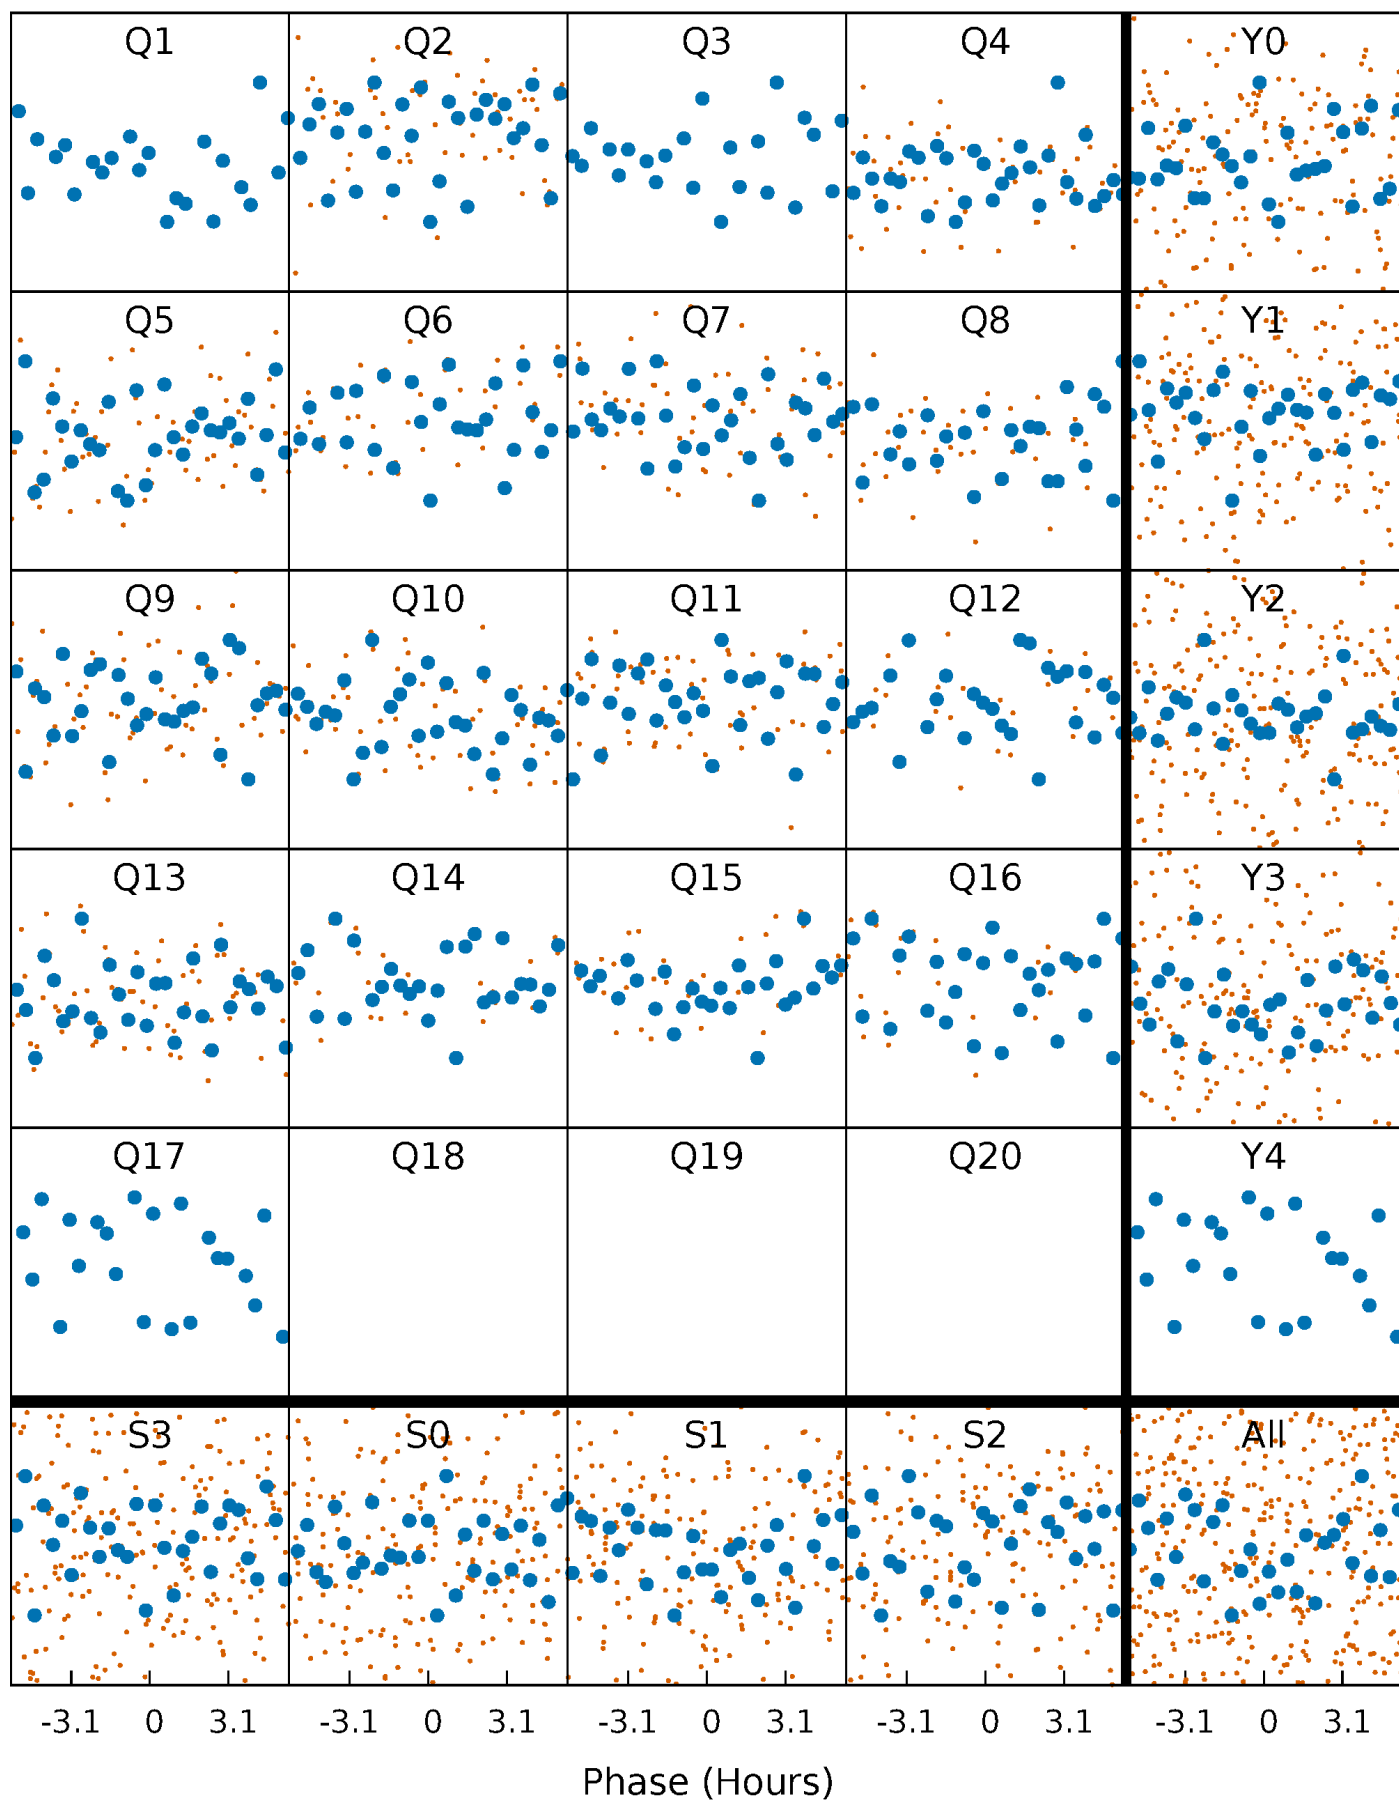 Q1 Q2 Q3 Q4 Y0
Q5 Q6 Q7 Q8 Y1
Q9 Q10 Q11 Q12 Y2
Q13 Q14 Q15 Q16 Y3
Q17 Q18 Q19 Q20 Y4
S3 S0 S1 S2 All
-3.1 0 3.1 -3.1 0 3.1 -3.1 0 3.1 -3.1 0 3.1 -3.1 0 3.1
Phase (Hours)